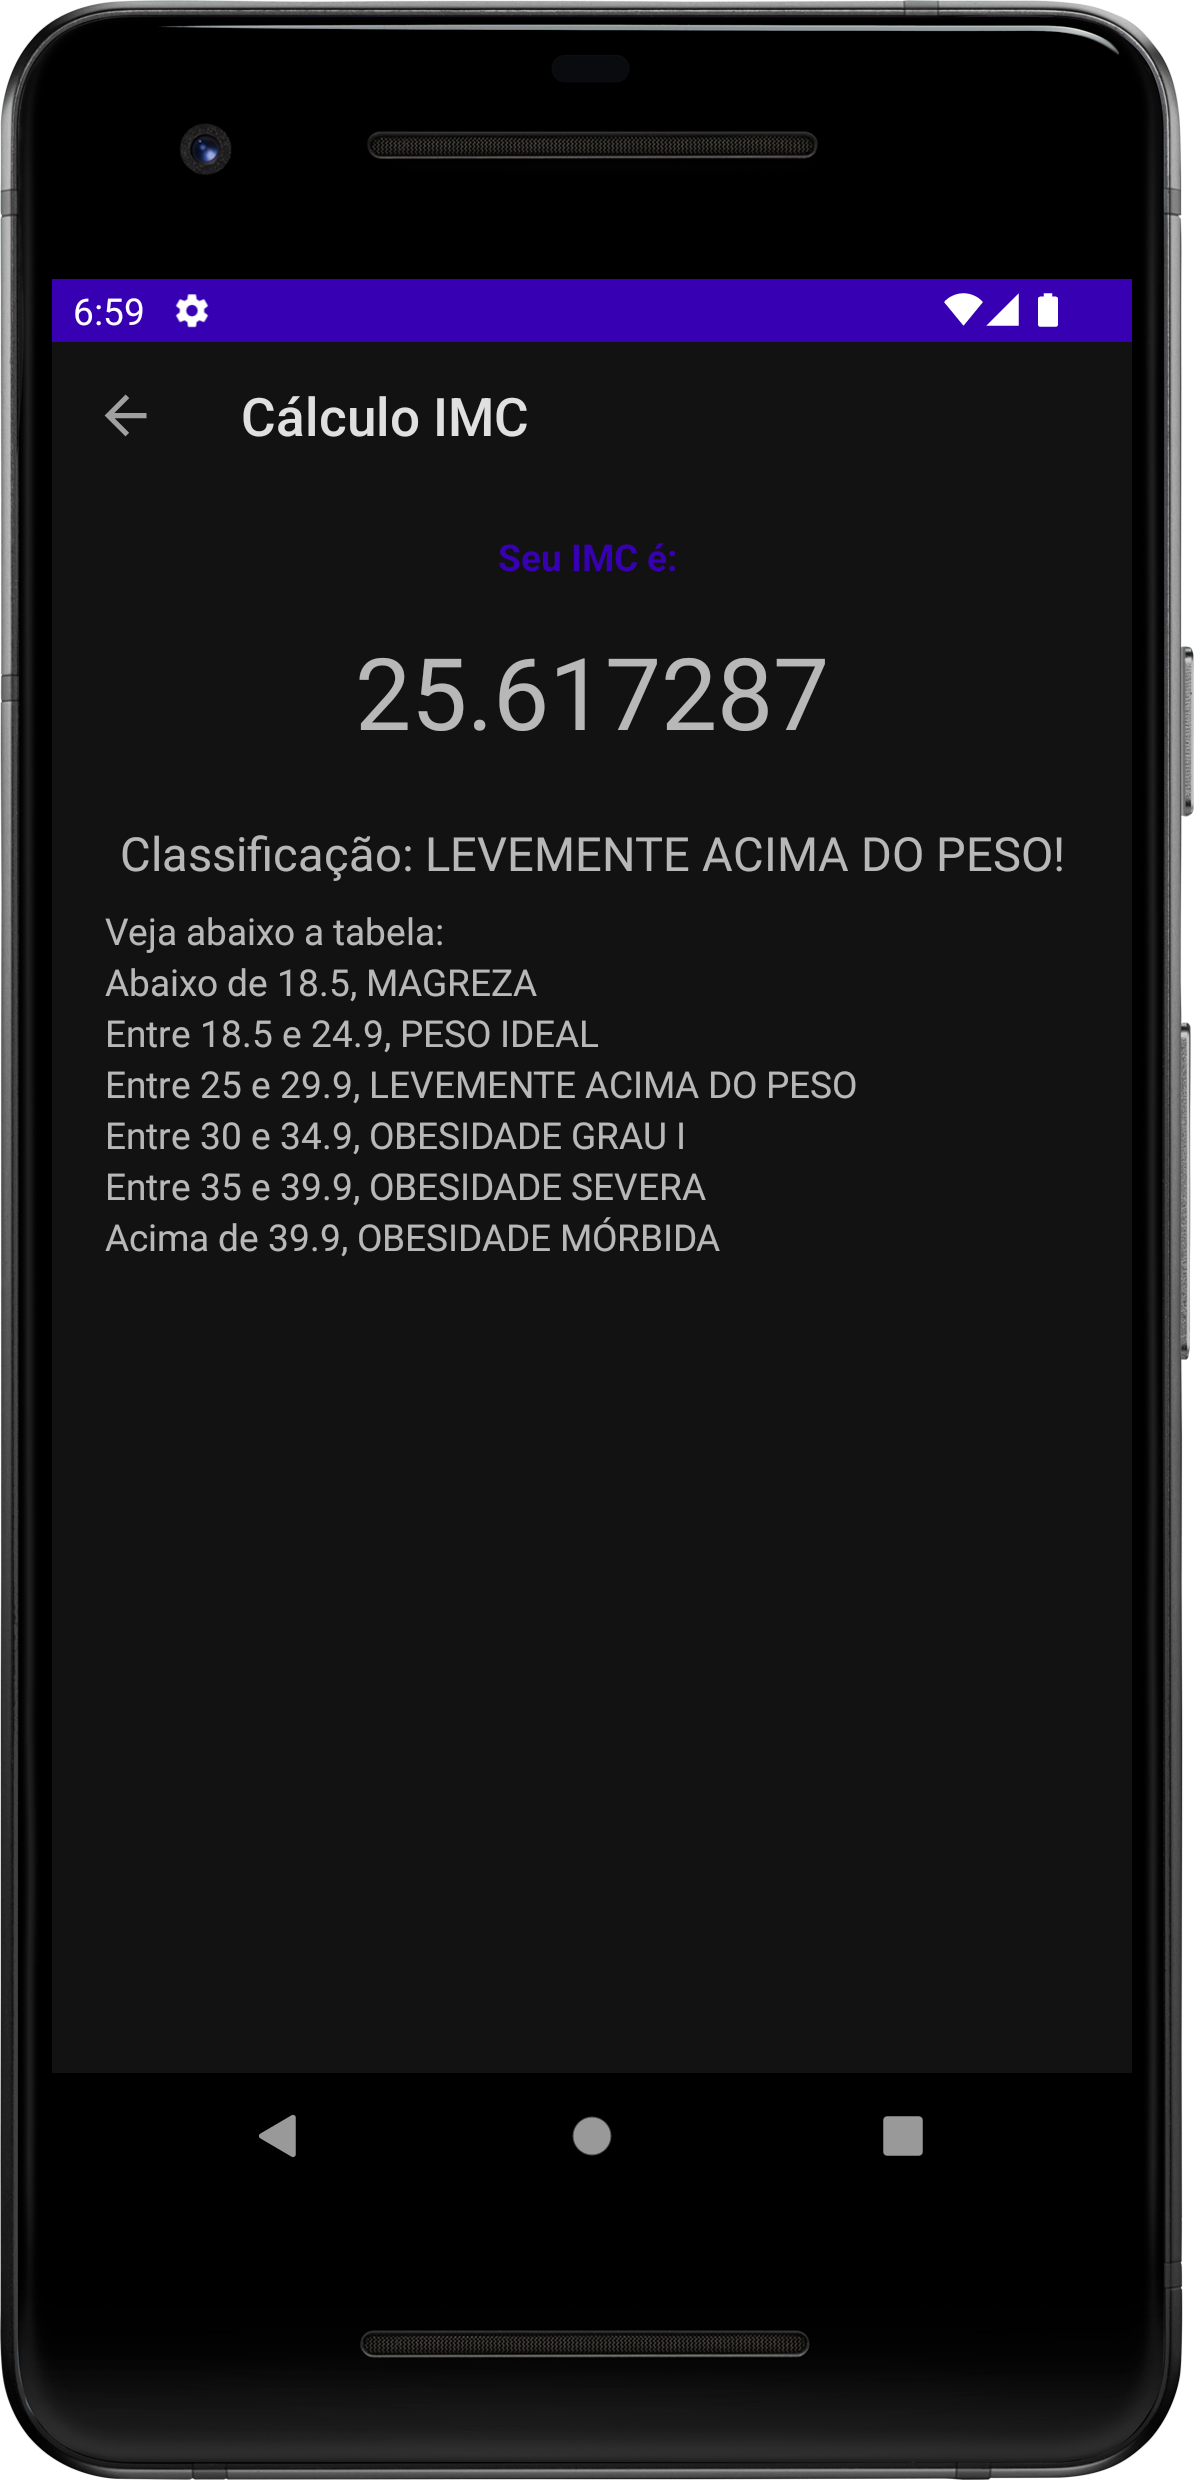 6:59
Cálculo IMC
Seu IMC é:
25.617287
Classificação: LEVEMENTE ACIMA DO PESO!
Veja abaixo a tabela:
Abaixo de 18.5, MAGREZA
Entre 18.5 e 24.9, PESO IDEAL
Entre 25 e 29.9, LEVEMENTE ACIMA DO PESO
Entre 30 e 34.9, OBESIDADE GRAU I
Entre 35 e 39.9, OBESIDADE SEVERA
Acima de 39.9, OBESIDADE MÓRBIDA